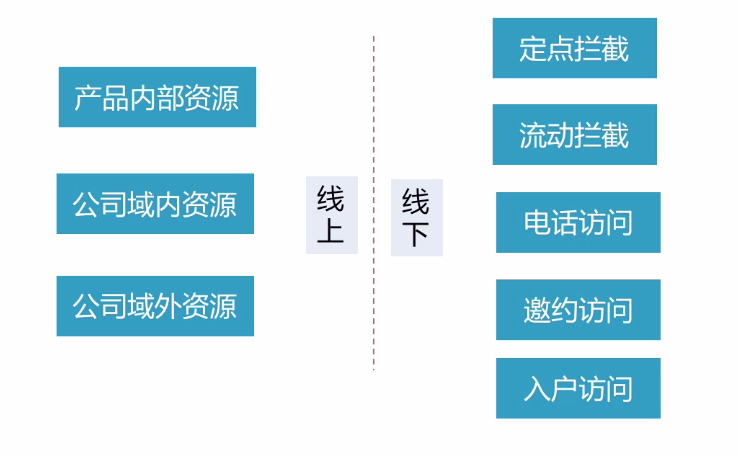 产品内部资源
公司域内资源
公司域外资源
线
上
线
下
定点拦截
流动拦截
电话访问
邀约访问
入户访问